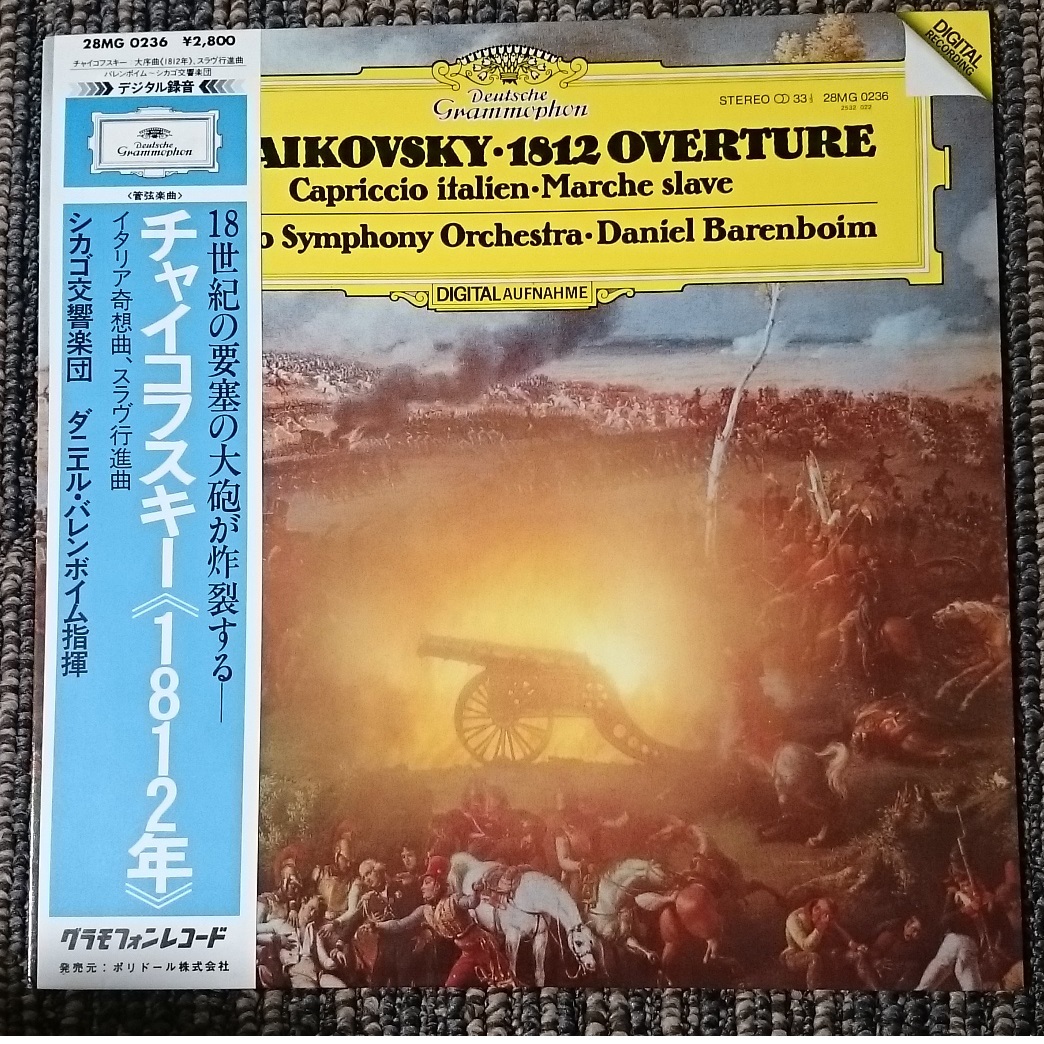 28MG 0236 ¥2,800
チャイコフスキー:大序曲《1812年》、スラヴ行進曲
バレンボイム~シカゴ交響楽団
デジタル録音
Deutsche
Grammophon
〈管弦楽曲〉
18世紀の要塞の大砲が炸裂する—
チャイコフスキー《1812年》
イタリア奇想曲、スラヴ行進曲
シカゴ交響楽団 ダニエル・バレンボイム指揮
グラモフォンレコード
発売元:ポリドール株式会社
Deutsche
Grammophon
STEREO 33⅓ 28MG 0236
2532 022
AIKOVSKY·1812 OVERTURE
Capriccio italien·Marche slave
o Symphony Orchestra·Daniel Barenboim
DIGITAL AUFNAHME
DIGITAL
RECORDING